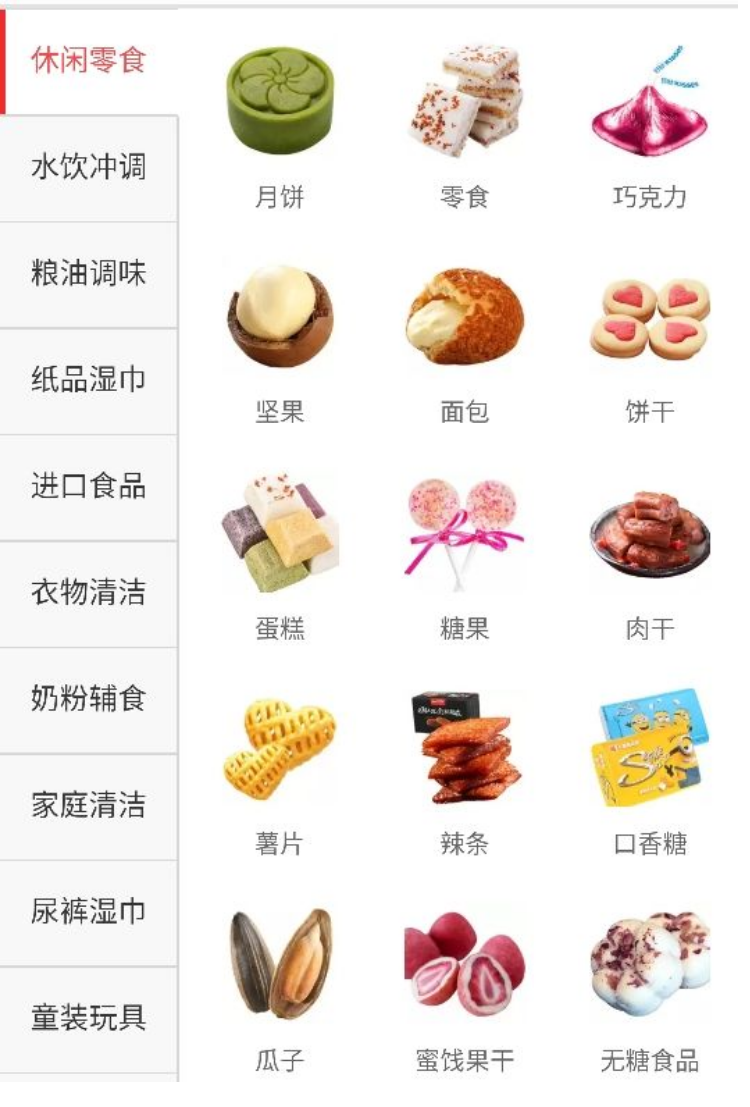 休闲零食
水饮冲调
粮油调味
纸品湿巾
进口食品
衣物清洁
奶粉辅食
家庭清洁
尿裤湿巾
童装玩具
月饼
零食
巧克力
坚果
面包
饼干
蛋糕
糖果
肉干
薯片
辣条
口香糖
瓜子
蜜饯果干
无糖食品